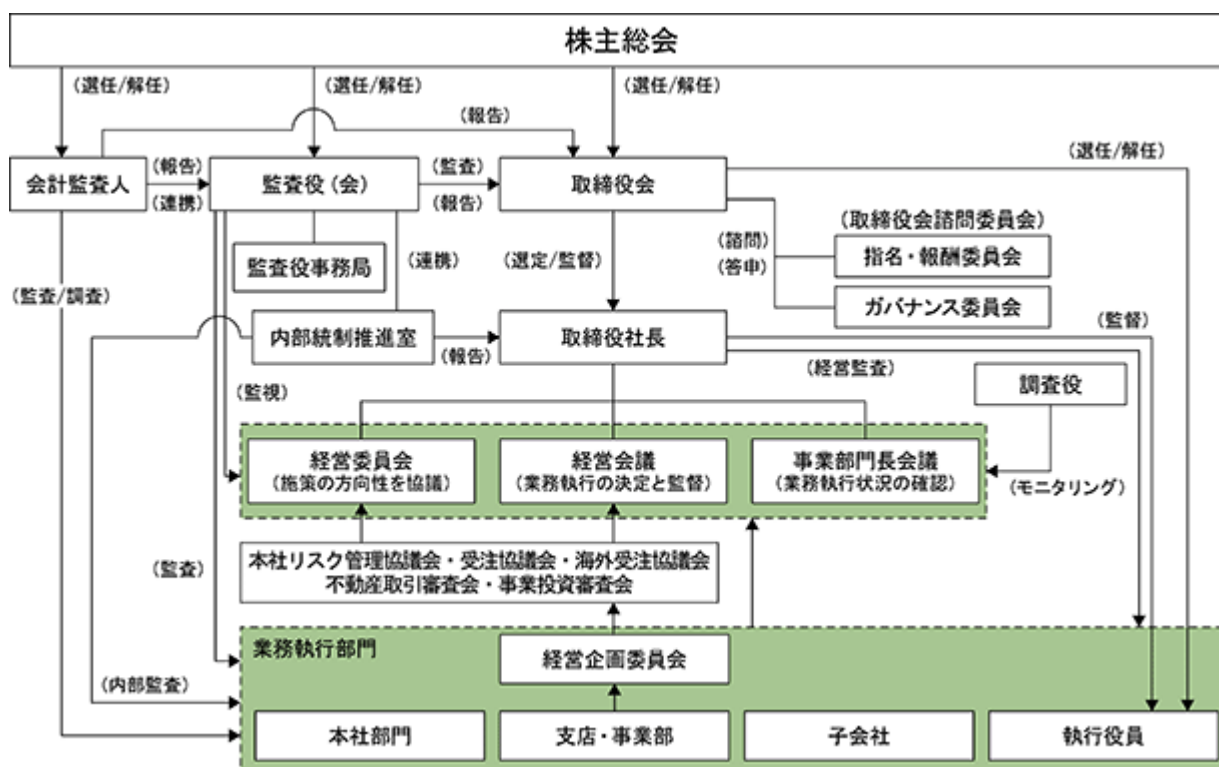 株主総会
(選任/解任)
(選任/解任)
(選任/解任)
(報告)
(選任/解任)
会計監査人
(報告)
(連携)
監査役(会)
(監査)
(報告)
取締役会
(取締役会諮問委員会)
(諮問)
(答申)
指名・報酬委員会
ガバナンス委員会
監査役事務局
(連携)
(選定/監督)
(監査/調査)
内部統制推進室
(報告)
取締役社長
(監督)
(経営監査)
調査役
(監視)
経営委員会
(施策の方向性を協議)
経営会議
(業務執行の決定と監督)
事業部門長会議
(業務執行状況の確認)
(モニタリング)
本社リスク管理協議会・受注協議会・海外受注協議会
不動産取引審査会・事業投資審査会
(監査)
業務執行部門
経営企画委員会
(内部監査)
本社部門
支店・事業部
子会社
執行役員